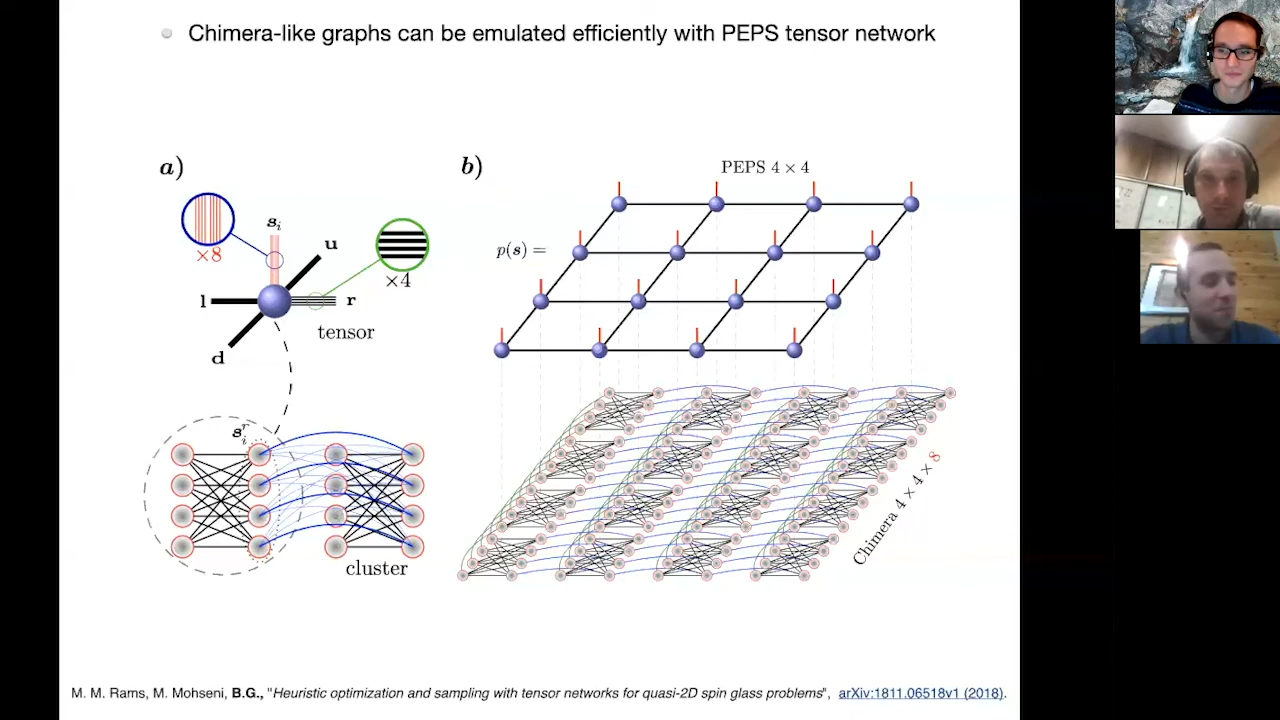 Chimera-like graphs can be emulated efficiently with PEPS tensor network
a)
×8
s_i
u
×4
l
r
d
tensor
s_i^r
cluster
b)
PEPS 4 × 4
p(s) =
Chimera 4 × 4 × 8
M. M. Rams, M. Mohseni, B.G., "Heuristic optimization and sampling with tensor networks for quasi-2D spin glass problems", arXiv:1811.06518v1 (2018).